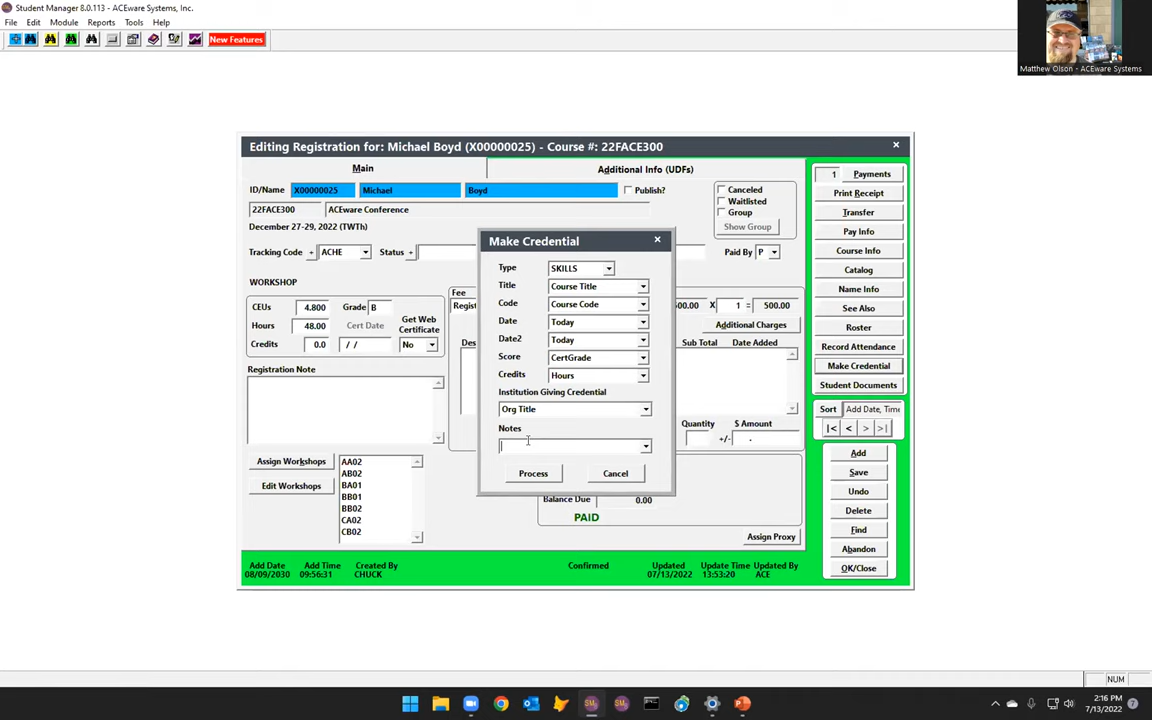 Student Manager 8.0.113 - ACEware Systems, Inc.
File Edit Module Reports Tools Help
New Features
Matthew Olson - ACEware Systems
Editing Registration for: Michael Boyd (X00000025) - Course #: 22FACE300
Main
Additional Info (UDFs)
ID/Name X00000025 Michael Boyd Publish?
22FACE300 ACEware Conference
December 27-29, 2022 (TWTh)
Tracking Code + ACHE Status +
Canceled
Waitlisted
Group
Show Group
Paid By P
WORKSHOP
CEUs 4.800 Grade B
Hours 48.00 Cert Date
Credits 0.0 / /
Get Web
Certificate
No
Registration Note
Assign Workshops
Edit Workshops
AA02
AB02
BA01
BB01
CA02
CB02
Fee
Regist
Des
Make Credential
Type SKILLS
Title Course Title
Code Course Code
Date Today
Date2 Today
Score CertGrade
Credits Hours
Institution Giving Credential
Org Title
Notes
Process Cancel
500.00 X 1 = 500.00
Additional Charges
Sub Total Date Added
Quantity $ Amount
+/- .
Balance Due 0.00
PAID
Assign Proxy
1 Payments
Print Receipt
Transfer
Pay Info
Course Info
Catalog
Name Info
See Also
Roster
Record Attendance
Make Credential
Student Documents
Sort Add Date, Time
|< < > >|
Add
Save
Undo
Delete
Find
Abandon
OK/Close
Add Date Add Time Created By Confirmed Updated Update Time Updated By
08/09/2030 09:56:31 CHUCK 07/13/2022 13:53:20 ACE
NUM
2:16 PM
7/13/2022